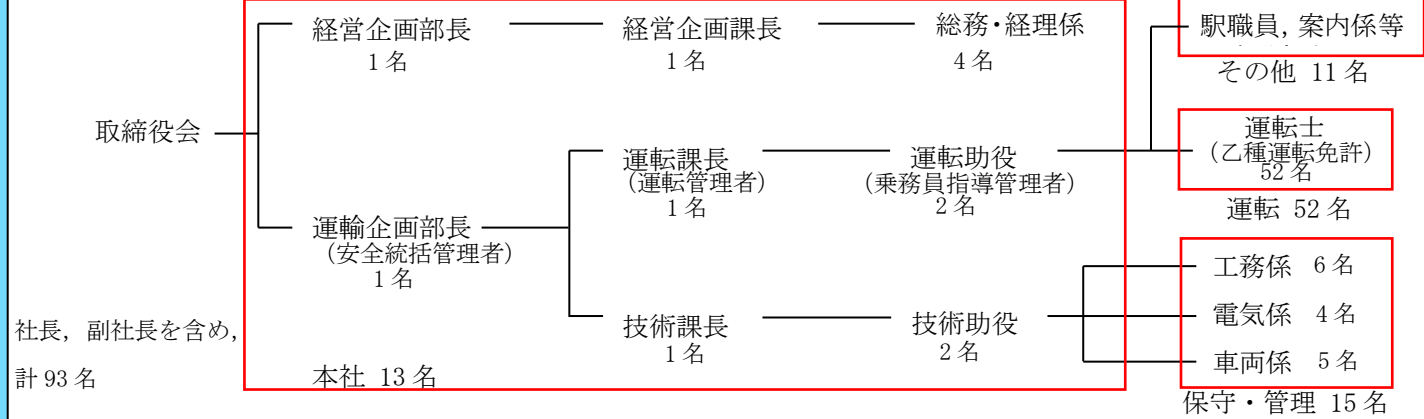 経営企画部長
1名
経営企画課長
1名
総務・経理係
4名
駅職員,案内係等
その他 11名
取締役会
運転士
(乙種運転免許)
52名
運転 52名
運転課長
(運転管理者)
1名
運転助役
(乗務員指導管理者)
2名
運輸企画部長
(安全統括管理者)
1名
工務係 6名
電気係 4名
車両係 5名
保守・管理 15名
技術課長
1名
技術助役
2名
社長,副社長を含め,
計93名
本社 13名